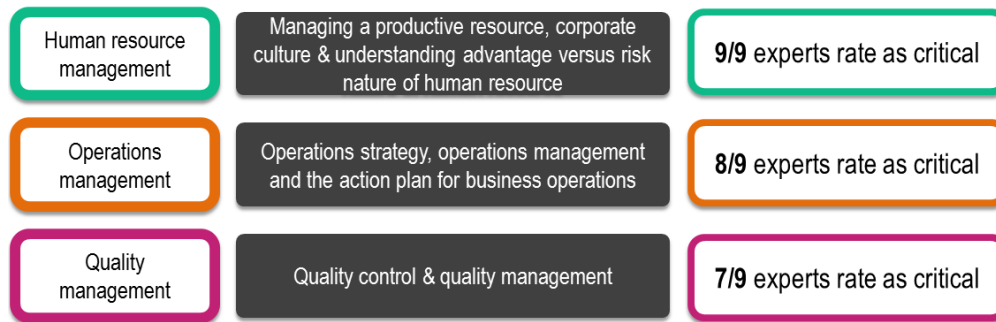 Human resource
management
Managing a productive resource, corporate
culture & understanding advantage versus risk
nature of human resource
9/9 experts rate as critical
Operations
management
Operations strategy, operations management
and the action plan for business operations
8/9 experts rate as critical
Quality
management
Quality control & quality management
7/9 experts rate as critical